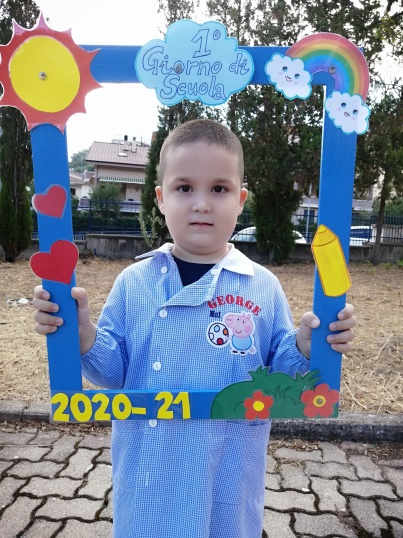 1°
Giorno di
Scuola
GEORGE
2020-21